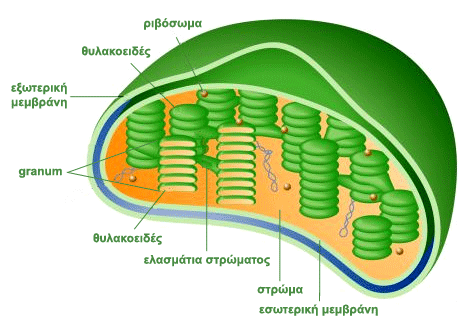 ριβόσωμα
θυλακοειδές
εξωτερική
μεμβράνη
granum
θυλακοειδές
ελασμάτια στρώματος
στρώμα
εσωτερική μεμβράνη